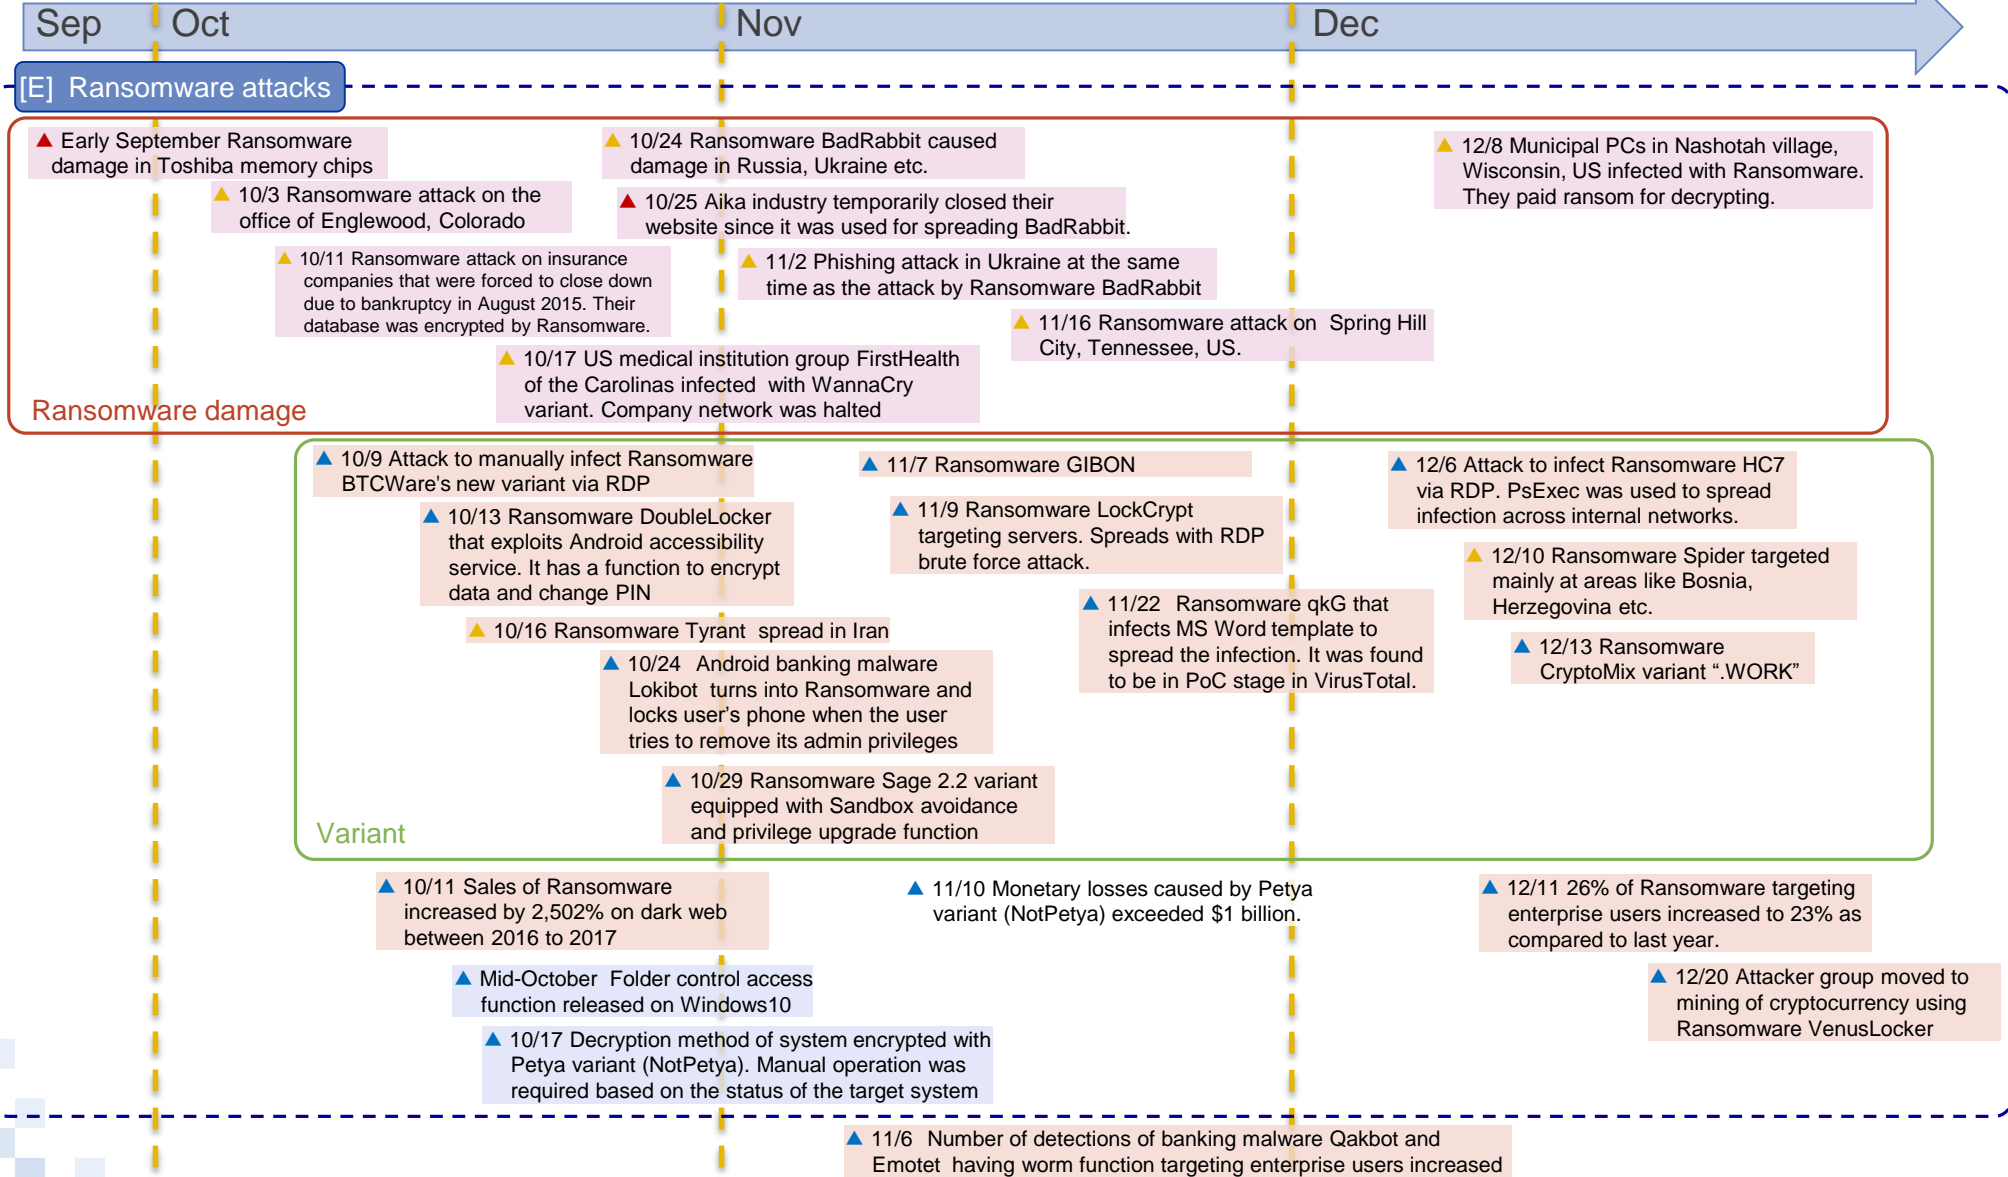 Sep
Oct
Nov
Dec
[E] Ransomware attacks
Early September Ransomware
damage in Toshiba memory chips
10/3 Ransomware attack on the
office of Englewood, Colorado
10/11 Ransomware attack on insurance
companies that were forced to close down
due to bankruptcy in August 2015. Their
database was encrypted by Ransomware.
10/17 US medical institution group FirstHealth
of the Carolinas infected with WannaCry
variant. Company network was halted
10/24 Ransomware BadRabbit caused
damage in Russia, Ukraine etc.
10/25 Aika industry temporarily closed their
website since it was used for spreading BadRabbit.
11/2 Phishing attack in Ukraine at the same
time as the attack by Ransomware BadRabbit
11/16 Ransomware attack on Spring Hill
City, Tennessee, US.
12/8 Municipal PCs in Nashotah village,
Wisconsin, US infected with Ransomware.
They paid ransom for decrypting.
Ransomware damage
10/9 Attack to manually infect Ransomware
BTCWare's new variant via RDP
10/13 Ransomware DoubleLocker
that exploits Android accessibility
service. It has a function to encrypt
data and change PIN
10/16 Ransomware Tyrant spread in Iran
10/24 Android banking malware
Lokibot turns into Ransomware and
locks user’s phone when the user
tries to remove its admin privileges
10/29 Ransomware Sage 2.2 variant
equipped with Sandbox avoidance
and privilege upgrade function
11/7 Ransomware GIBON
11/9 Ransomware LockCrypt
targeting servers. Spreads with RDP
brute force attack.
11/22 Ransomware qkG that
infects MS Word template to
spread the infection. It was found
to be in PoC stage in VirusTotal.
12/6 Attack to infect Ransomware HC7
via RDP. PsExec was used to spread
infection across internal networks.
12/10 Ransomware Spider targeted
mainly at areas like Bosnia,
Herzegovina etc.
12/13 Ransomware
CryptoMix variant “.WORK”
Variant
10/11 Sales of Ransomware
increased by 2,502% on dark web
between 2016 to 2017
Mid-October Folder control access
function released on Windows10
10/17 Decryption method of system encrypted with
Petya variant (NotPetya). Manual operation was
required based on the status of the target system
11/10 Monetary losses caused by Petya
variant (NotPetya) exceeded $1 billion.
12/11 26% of Ransomware targeting
enterprise users increased to 23% as
compared to last year.
12/20 Attacker group moved to
mining of cryptocurrency using
Ransomware VenusLocker
11/6 Number of detections of banking malware Qakbot and
Emotet having worm function targeting enterprise users increased